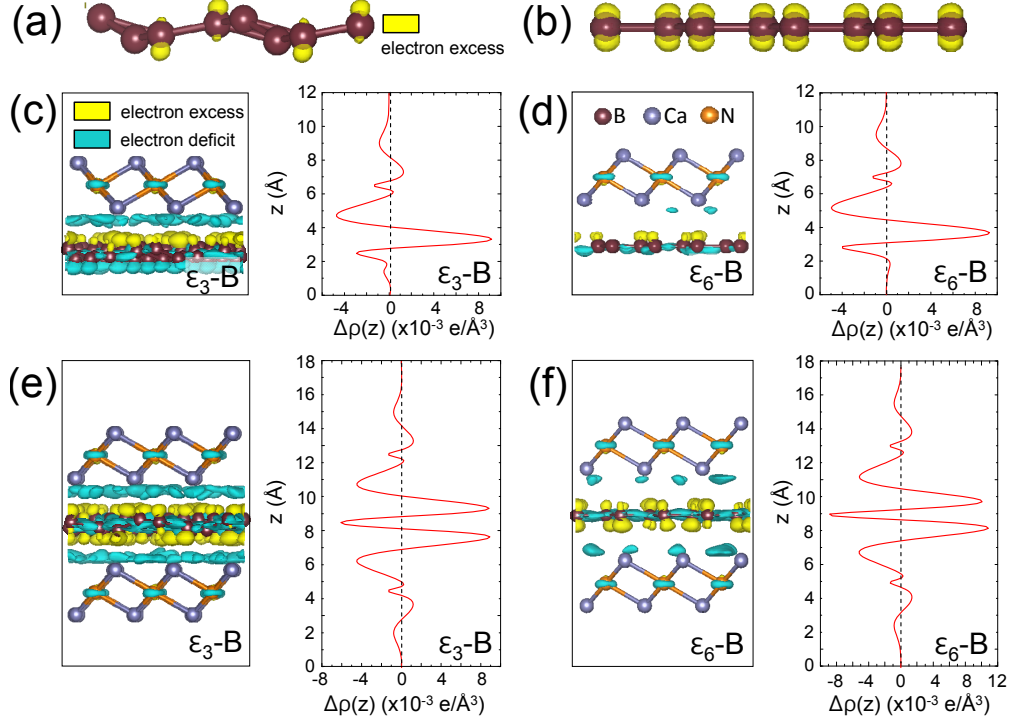 (a)
electron excess
(b)
(c)
electron excess
electron deficit
ε3-B
z (Å)
12
10
8
6
4
2
0
-4 0 4 8
Δρ(z) (x10⁻³ e/Å³)
ε3-B
(d)
B Ca N
ε6-B
z (Å)
12
10
8
6
4
2
0
-8 -4 0 4 8
Δρ(z) (x10⁻³ e/Å³)
ε6-B
(e)
ε3-B
z (Å)
18
16
14
12
10
8
6
4
2
0
-8 -4 0 4 8 12
Δρ(z) (x10⁻³ e/Å³)
ε3-B
(f)
ε6-B
z (Å)
18
16
14
12
10
8
6
4
2
0
-8 -4 0 4 8 12
Δρ(z) (x10⁻³ e/Å³)
ε6-B